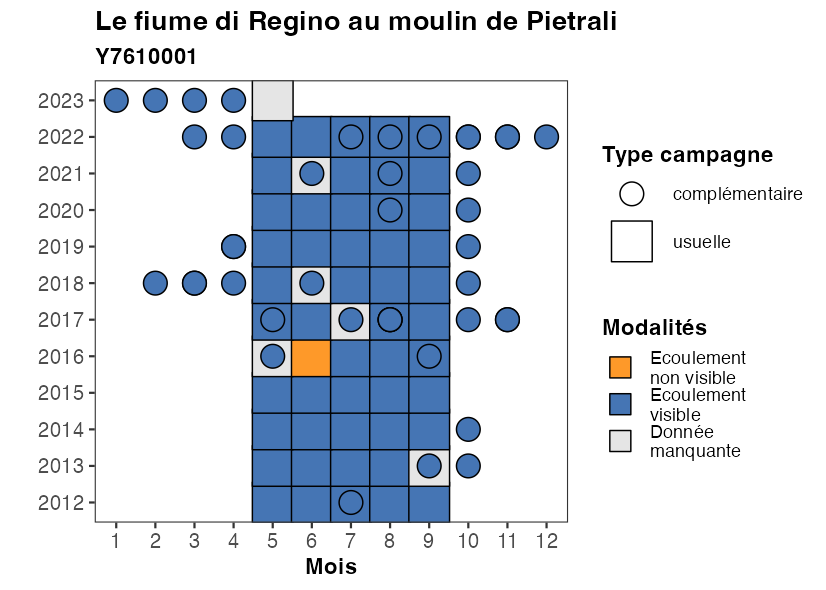 Le fiume di Regino au moulin de Pietrali
Y7610001
2023
2022
2021
2020
2019
2018
2017
2016
2015
2014
2013
2012
1 2 3 4 5 6 7 8 9 10 11 12
Mois
Type campagne
complémentaire
usuelle
Modalités
Ecoulement
non visible
Ecoulement
visible
Donnée
manquante